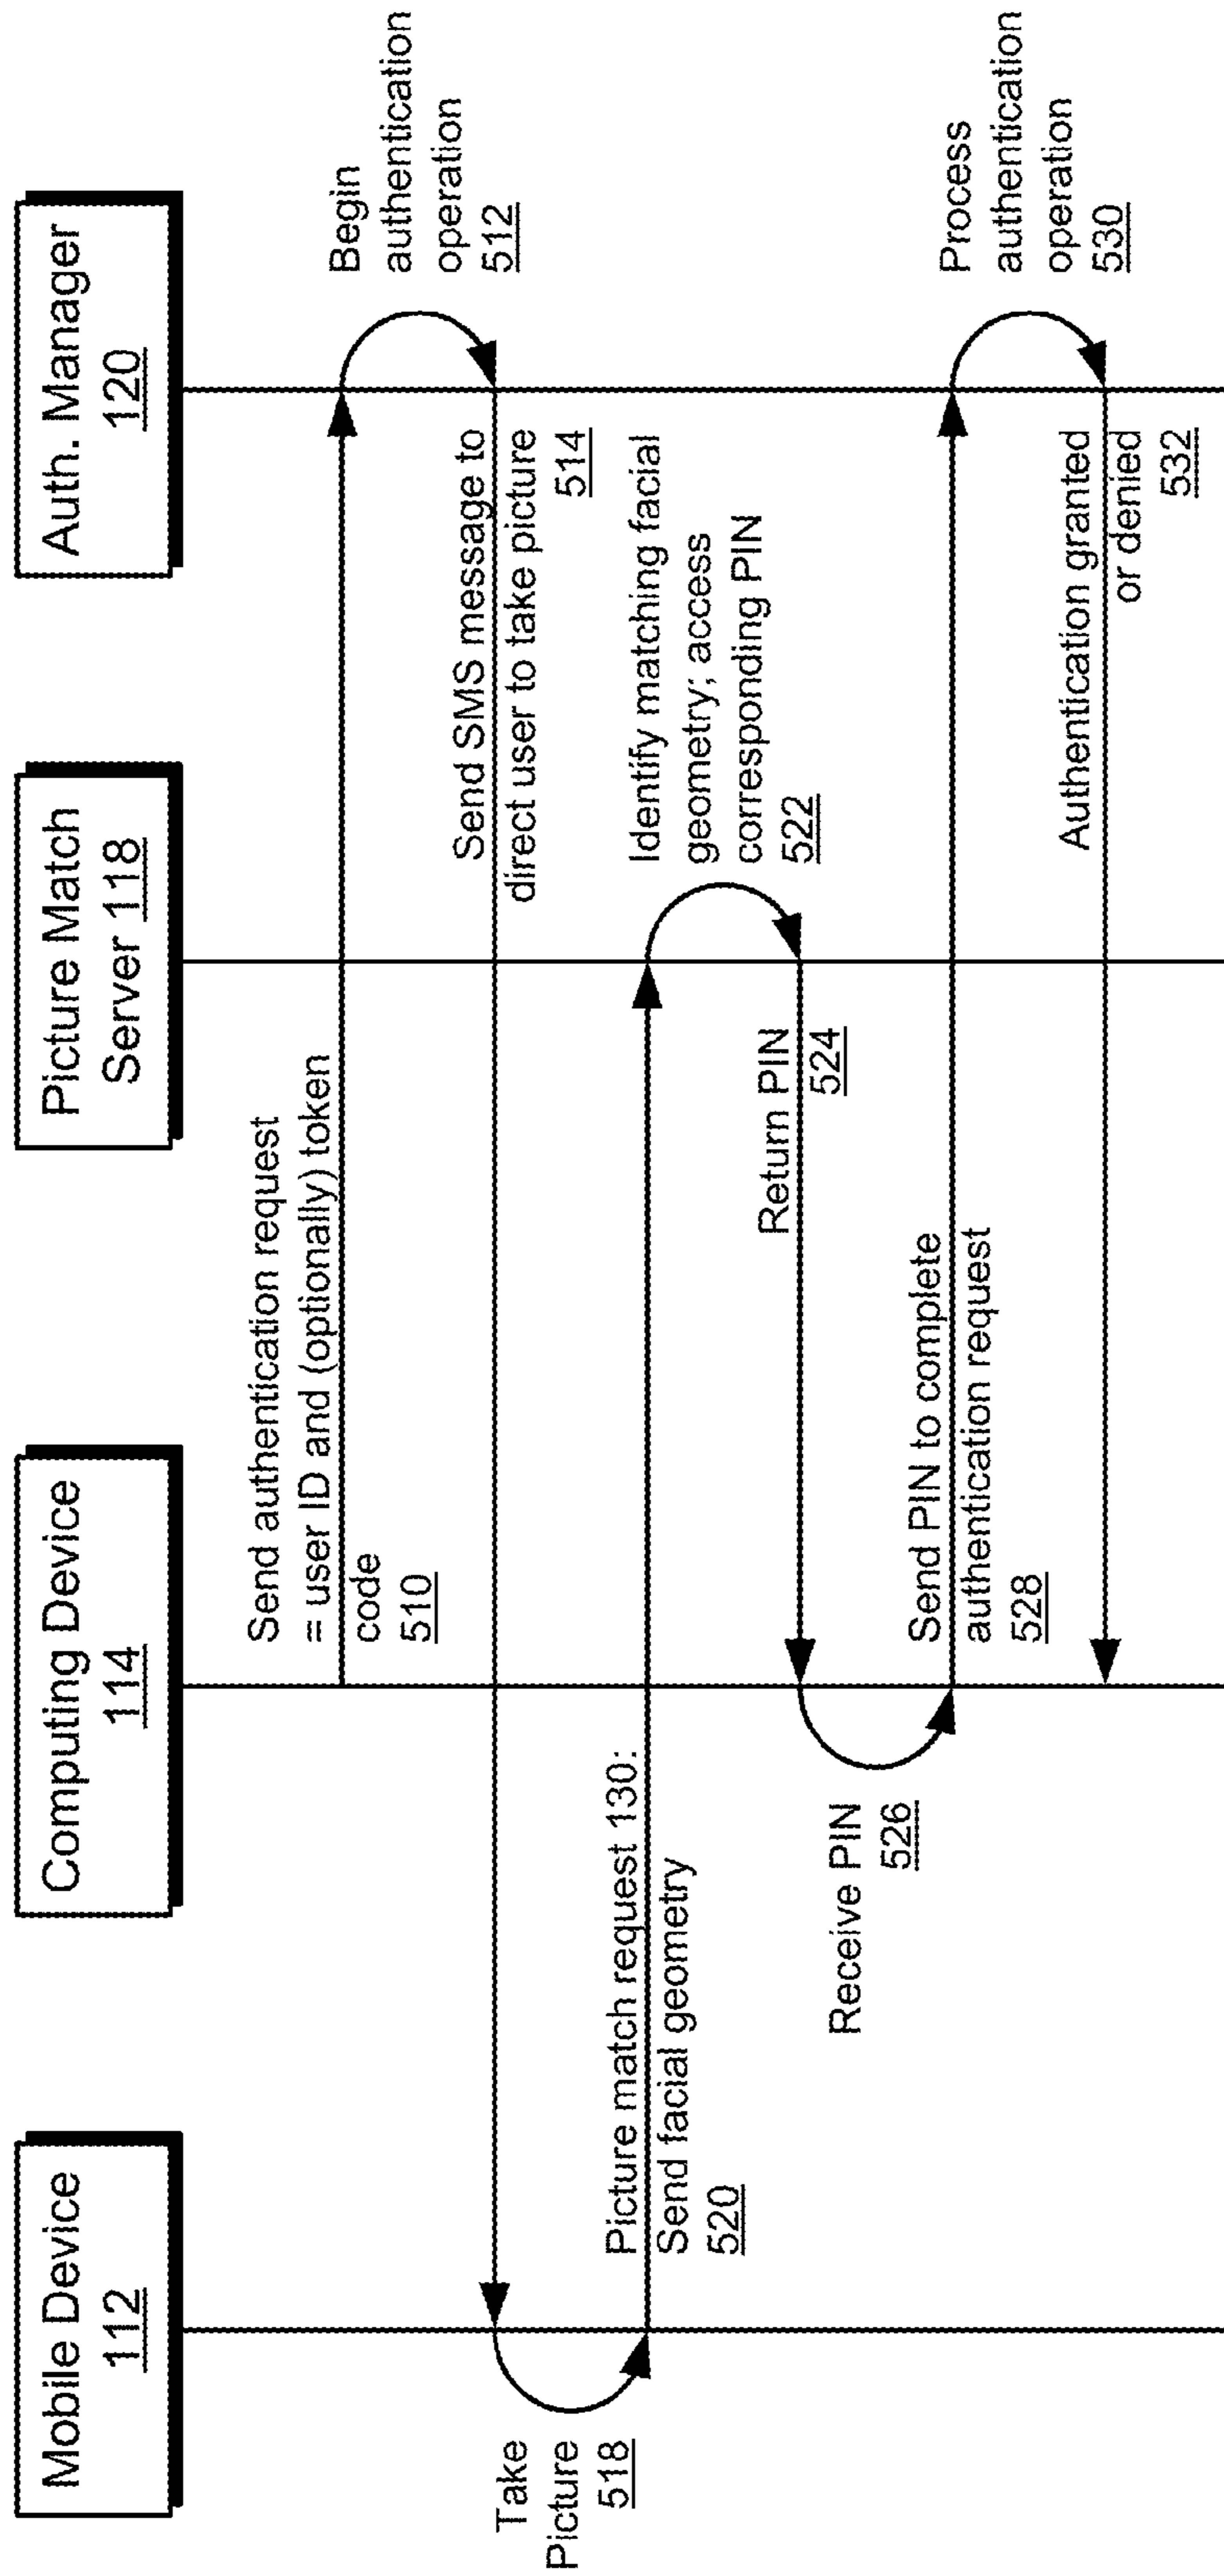 Mobile Device
112
Computing Device
114
Picture Match
Server 118
Auth. Manager
120
Send authentication request
= user ID and (optionally) token
code
510
Begin
authentication
operation
512
Send SMS message to
direct user to take picture
514
Take
Picture
518
Picture match request 130:
Send facial geometry
520
Identify matching facial
geometry; access
corresponding PIN
522
Return PIN
524
Receive PIN
526
Send PIN to complete
authentication request
528
Process
authentication
operation
530
Authentication granted
or denied
532